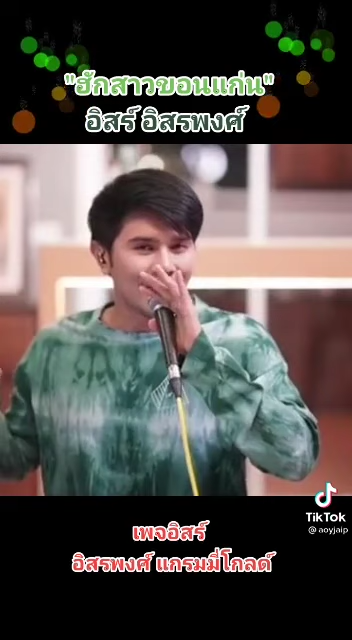 "ฮักสาวขอนแก่น"
อิสร์ อิสรพงศ์
TikTok
@ aoyjaip
เพจอิสร์
อิสรพงศ์ แกรมมี่โกลด์